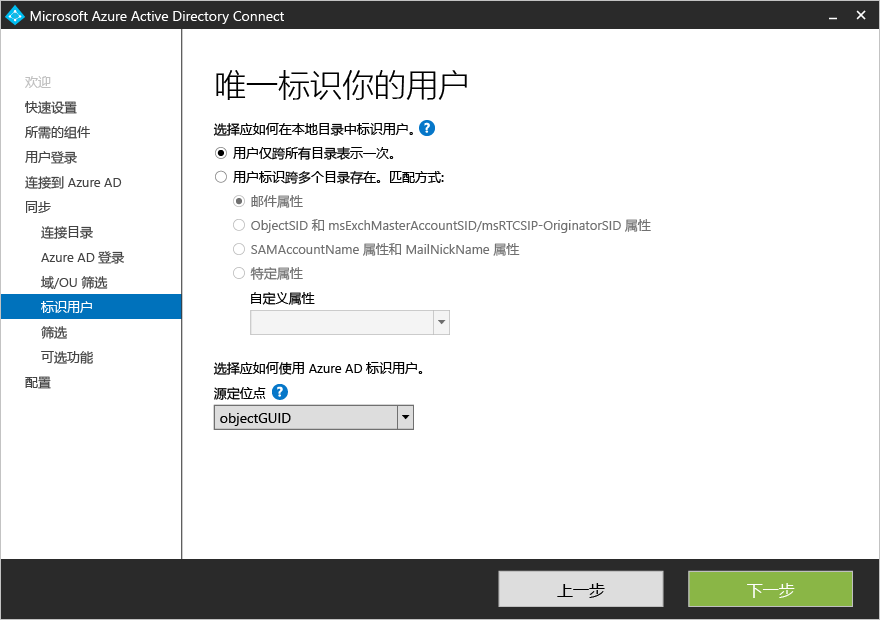 Microsoft Azure Active Directory Connect
欢迎
快速设置
所需的组件
用户登录
连接到 Azure AD
同步
连接目录
Azure AD 登录
域/OU 筛选
标识用户
筛选
可选功能
配置
唯一标识你的用户
选择应如何在本地目录中标识用户。 ?
用户仅跨所有目录表示一次。
用户标识跨多个目录存在。匹配方式:
邮件属性
ObjectSID 和 msExchMasterAccountSID/msRTCSIP-OriginatorSID 属性
SAMAccountName 属性和 MailNickName 属性
特定属性
自定义属性
选择应如何使用 Azure AD 标识用户。
源定位点 ?
objectGUID
上一步
下一步